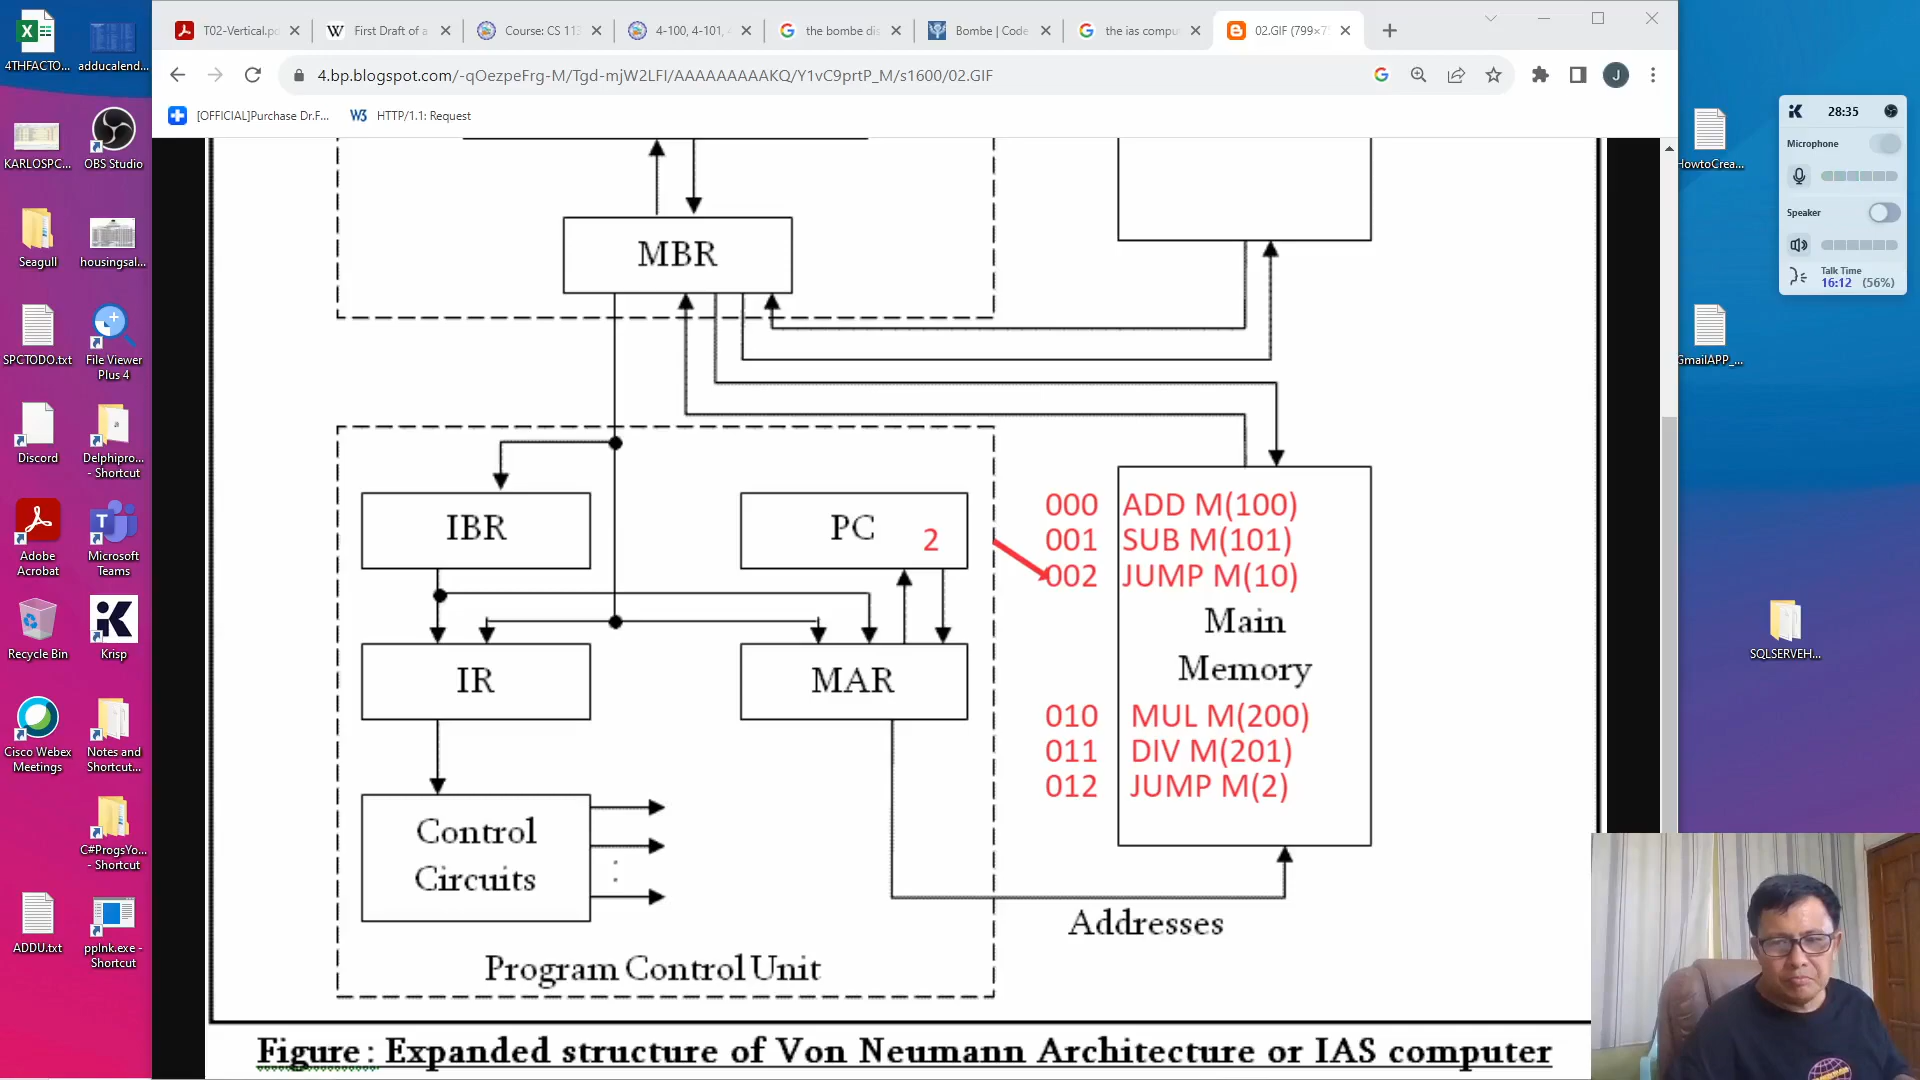 4THFACTO...
adducalend...
T02-Vertical.pd
First Draft of a
Course: CS 113
4-100, 4-101,
the bombe dis
Bombe | Code
the ias compu
02.GIF (799×7
4.bp.blogspot.com/-qOezpeFrg-M/Tgd-mjW2LFI/AAAAAAAAAKQ/Y1vC9prtP_M/s1600/02.GIF
J
[OFFICIAL]Purchase Dr.F...
W3 HTTP/1.1: Request
28:35
Microphone
Speaker
Talk Time
16:12 (56%)
KARLOSPC...
OBS Studio
HowtoCrea...
Seagull
housingsal...
SPCTODO.txt
File Viewer
Plus 4
GmailAPP_...
Discord
Delphipro...
- Shortcut
Adobe
Acrobat
Microsoft
Teams
Recycle Bin
Krisp
SQLSERVEH...
Cisco Webex
Meetings
Notes and
Shortcut...
C#ProgsYo...
- Shortcut
ADDU.txt
pplnk.exe -
Shortcut
MBR
IBR
PC
2
000 ADD M(100)
001 SUB M(101)
002 JUMP M(10)
Main
Memory
IR
MAR
010 MUL M(200)
011 DIV M(201)
012 JUMP M(2)
Control
Circuits
Addresses
Program Control Unit
Figure : Expanded structure of Von Neumann Architecture or IAS computer